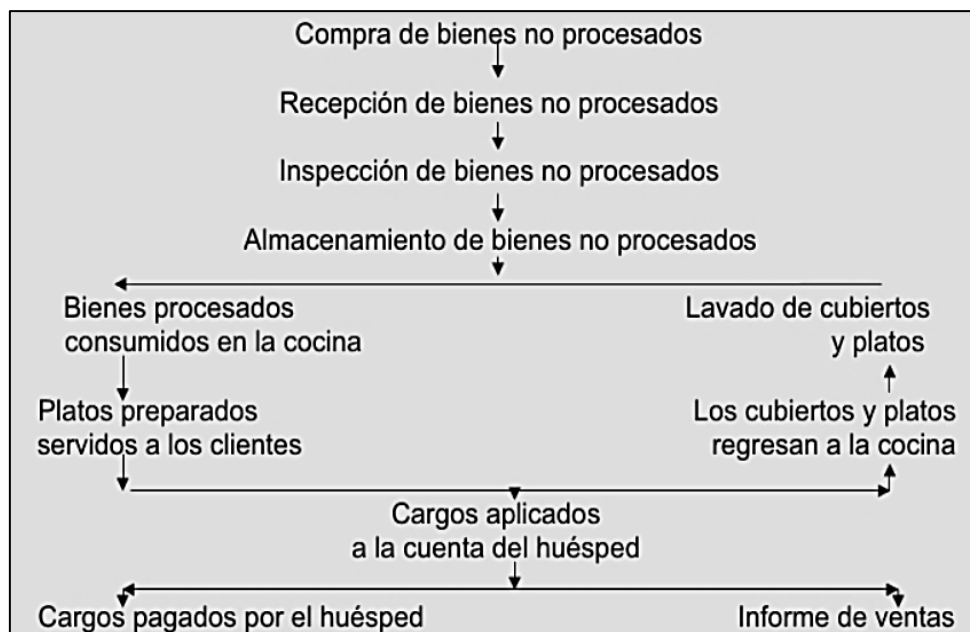 Compra de bienes no procesados
Recepción de bienes no procesados
Inspección de bienes no procesados
Almacenamiento de bienes no procesados
Bienes procesados
consumidos en la cocina
Lavado de cubiertos
y platos
Platos preparados
servidos a los clientes
Los cubiertos y platos
regresan a la cocina
Cargos aplicados
a la cuenta del huésped
Cargos pagados por el huésped
Informe de ventas